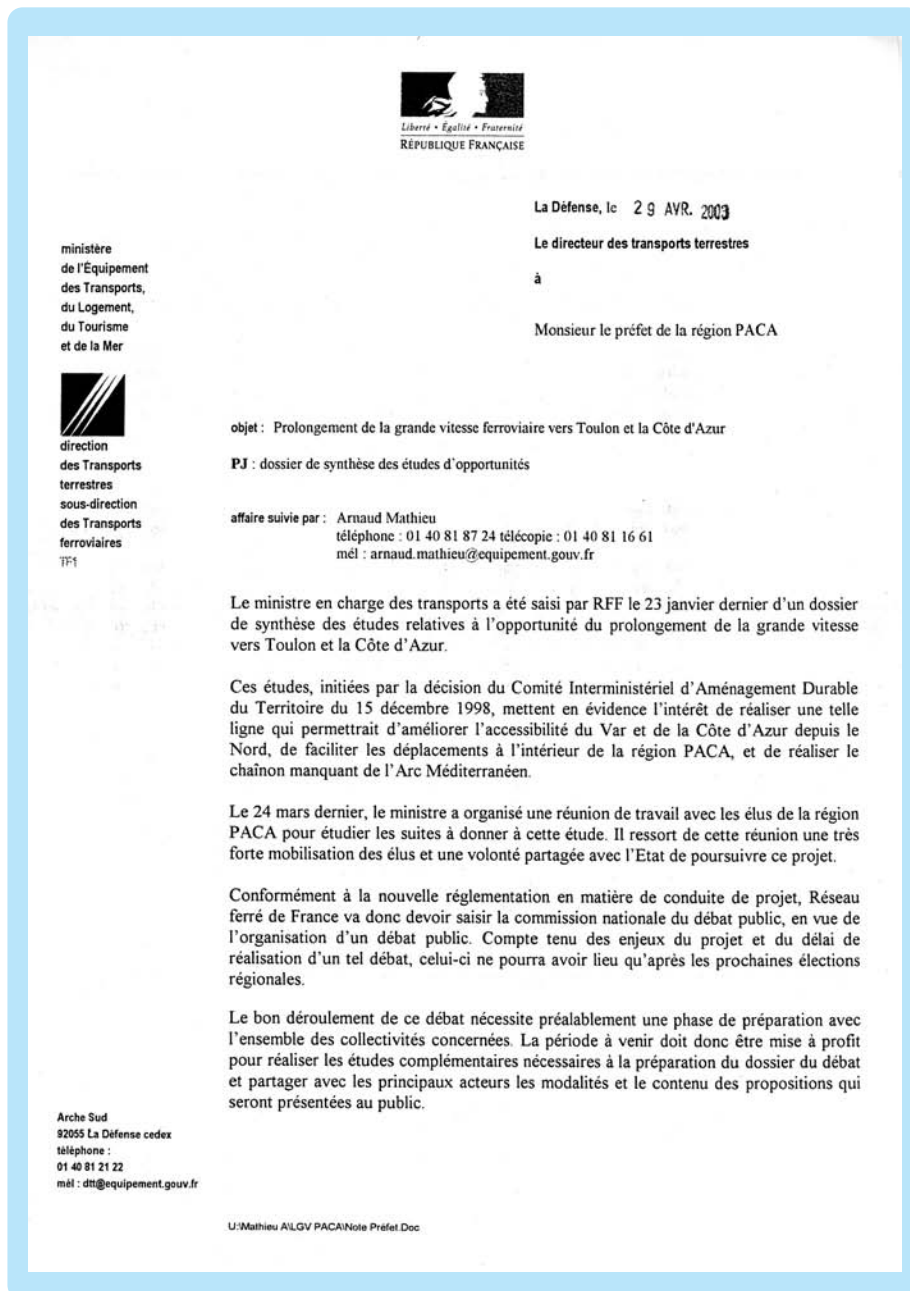 Liberté • Égalité • Fraternité
RÉPUBLIQUE FRANÇAISE
La Défense, le 29 AVR. 2003
Le directeur des transports terrestres
à
Monsieur le préfet de la région PACA
ministère
de l'Équipement
des Transports,
du Logement,
du Tourisme
et de la Mer
direction
des Transports
terrestres
sous-direction
des Transports
ferroviaires
TF1
objet : Prolongement de la grande vitesse ferroviaire vers Toulon et la Côte d'Azur
PJ : dossier de synthèse des études d'opportunités
affaire suivie par : Arnaud Mathieu
téléphone : 01 40 81 87 24 télécopie : 01 40 81 16 61
mél : arnaud.mathieu@equipement.gouv.fr
Le ministre en charge des transports a été saisi par RFF le 23 janvier dernier d'un dossier
de synthèse des études relatives à l'opportunité du prolongement de la grande vitesse
vers Toulon et la Côte d'Azur.
Ces études, initiées par la décision du Comité Interministériel d'Aménagement Durable
du Territoire du 15 décembre 1998, mettent en évidence l'intérêt de réaliser une telle
ligne qui permettrait d'améliorer l'accessibilité du Var et de la Côte d'Azur depuis le
Nord, de faciliter les déplacements à l'intérieur de la région PACA, et de réaliser le
chaînon manquant de l'Arc Méditerranéen.
Le 24 mars dernier, le ministre a organisé une réunion de travail avec les élus de la région
PACA pour étudier les suites à donner à cette étude. Il ressort de cette réunion une très
forte mobilisation des élus et une volonté partagée avec l'Etat de poursuivre ce projet.
Conformément à la nouvelle réglementation en matière de conduite de projet, Réseau
ferré de France va donc devoir saisir la commission nationale du débat public, en vue de
l'organisation d'un débat public. Compte tenu des enjeux du projet et du délai de
réalisation d'un tel débat, celui-ci ne pourra avoir lieu qu'après les prochaines élections
régionales.
Le bon déroulement de ce débat nécessite préalablement une phase de préparation avec
l'ensemble des collectivités concernées. La période à venir doit donc être mise à profit
pour réaliser les études complémentaires nécessaires à la préparation du dossier du débat
et partager avec les principaux acteurs les modalités et le contenu des propositions qui
seront présentées au public.
Arche Sud
92055 La Défense cedex
téléphone :
01 40 81 21 22
mél : dtt@equipement.gouv.fr
U:\Mathieu A\LGV PACA\Note Préfet.Doc